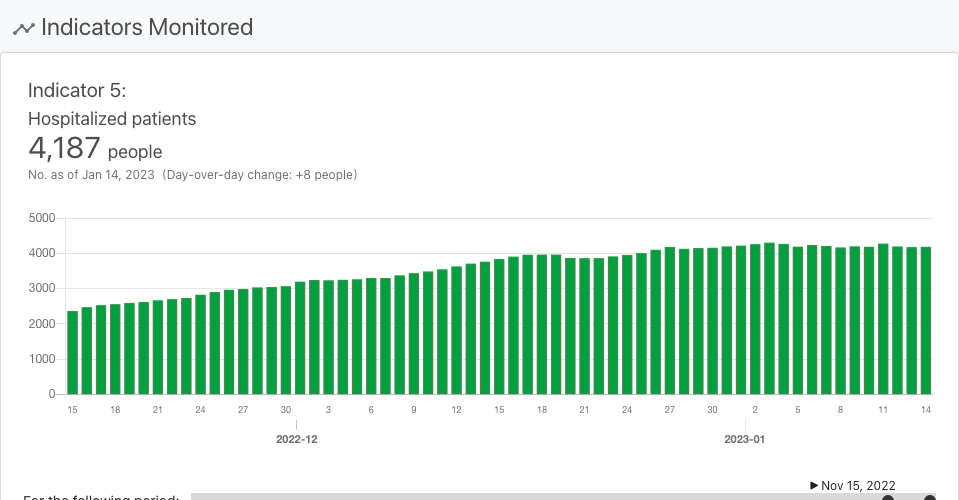 Indicators Monitored
Indicator 5:
Hospitalized patients
4,187 people
No. as of Jan 14, 2023 (Day-over-day change: +8 people)
5000
4000
3000
2000
1000
0
15 18 21 24 27 30 3 6 9 12 15 18 21 24 27 30 2 5 8 11 14
2022-12 2023-01
Nov 15, 2022
For the following period: